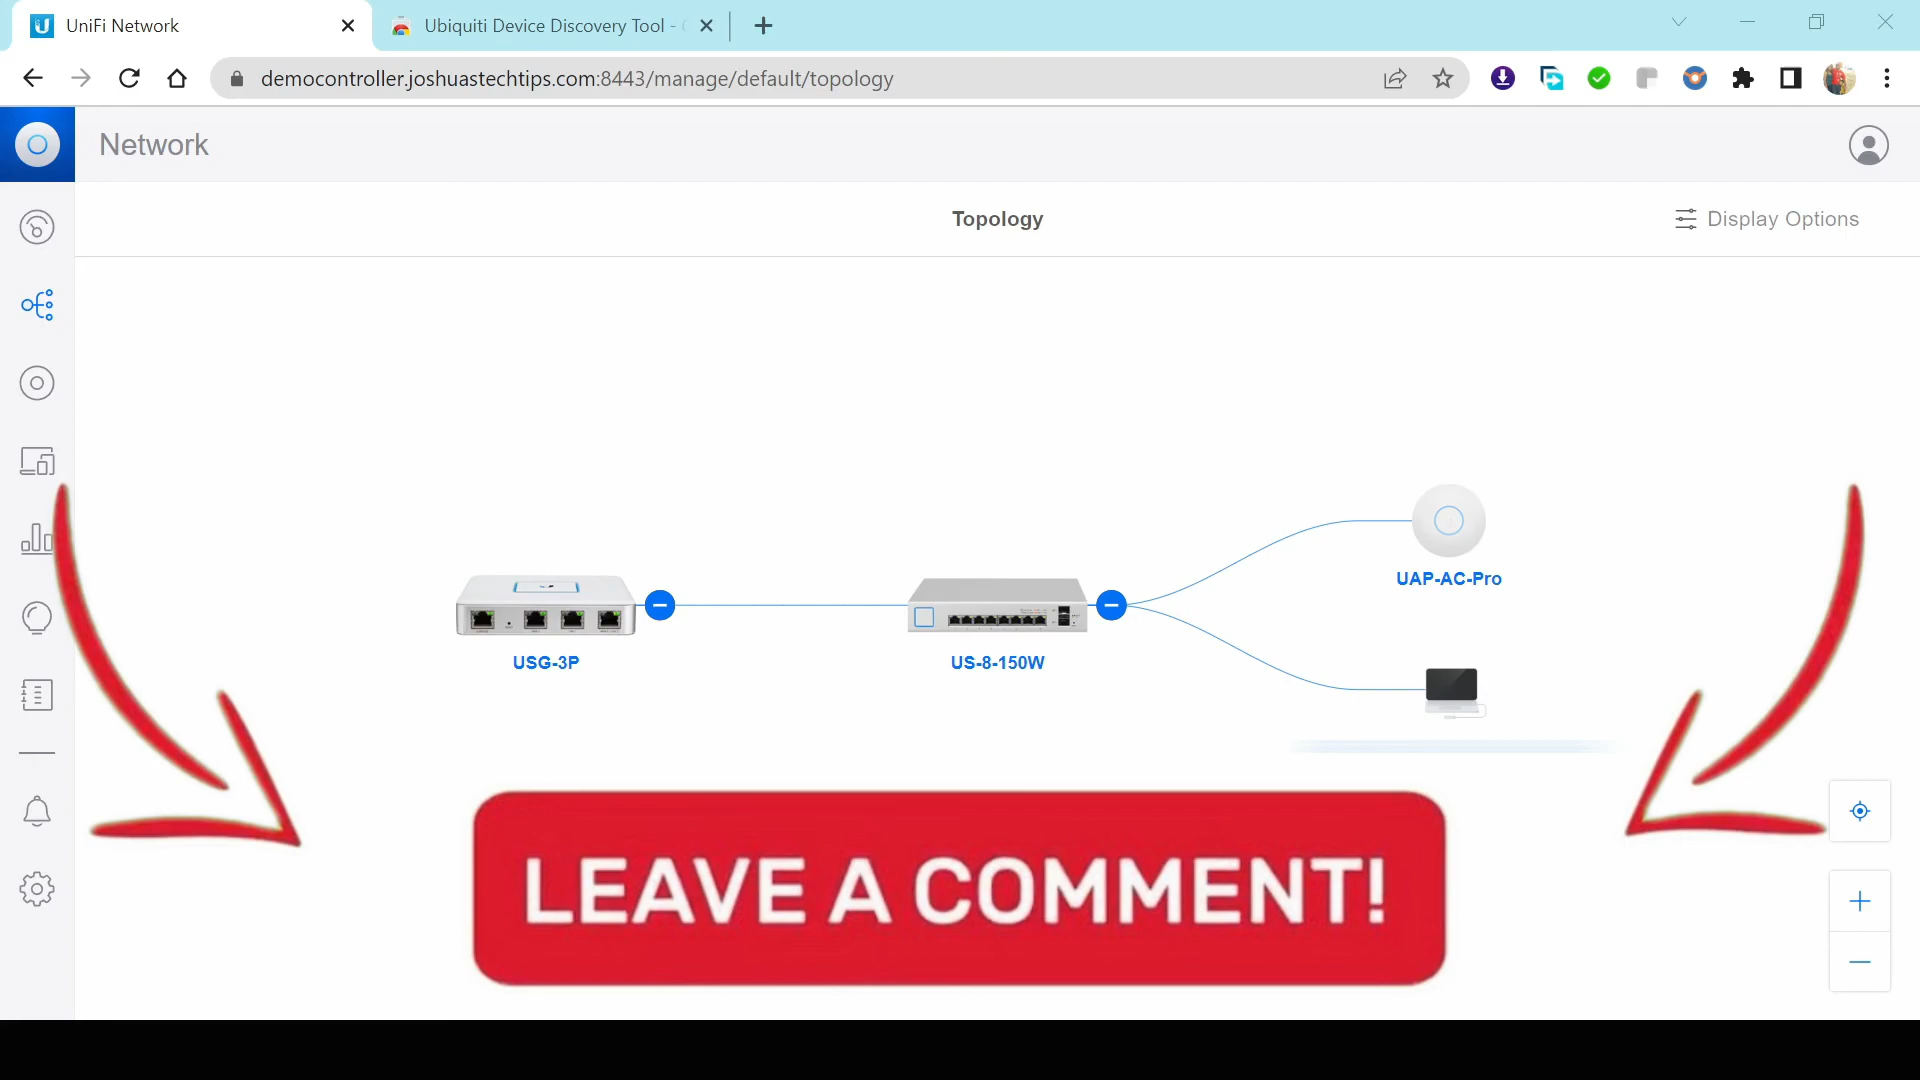 UniFi Network
Ubiquiti Device Discovery Tool -
democontroller.joshuastechtips.com:8443/manage/default/topology
Network
Topology
Display Options
UAP-AC-Pro
USG-3P
US-8-150W
LEAVE A COMMENT!